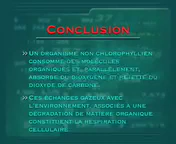 Conclusion
Un organisme non chlorophyllien
consomme des molécules
organiques et, parallèlement,
absorbe du dioxygène et rejette du
dioxyde de carbone.
Ces échanges gazeux avec
l'environnement, associés à une
dégradation de matière organique,
constituent la respiration
cellulaire.